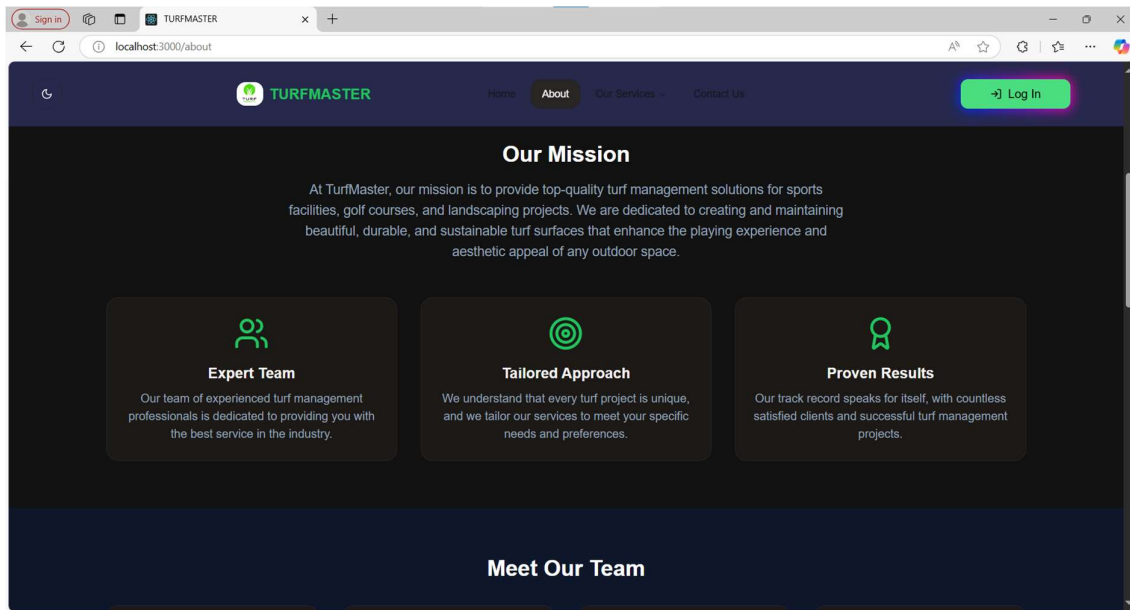 Sign in
TURFMASTER
localhost:3000/about
TURF
TURFMASTER
Home
About
Our Services
Contact Us
Log In
Our Mission
At TurfMaster, our mission is to provide top-quality turf management solutions for sports
facilities, golf courses, and landscaping projects. We are dedicated to creating and maintaining
beautiful, durable, and sustainable turf surfaces that enhance the playing experience and
aesthetic appeal of any outdoor space.
Expert Team
Our team of experienced turf management
professionals is dedicated to providing you with
the best service in the industry.
Tailored Approach
We understand that every turf project is unique,
and we tailor our services to meet your specific
needs and preferences.
Proven Results
Our track record speaks for itself, with countless
satisfied clients and successful turf management
projects.
Meet Our Team